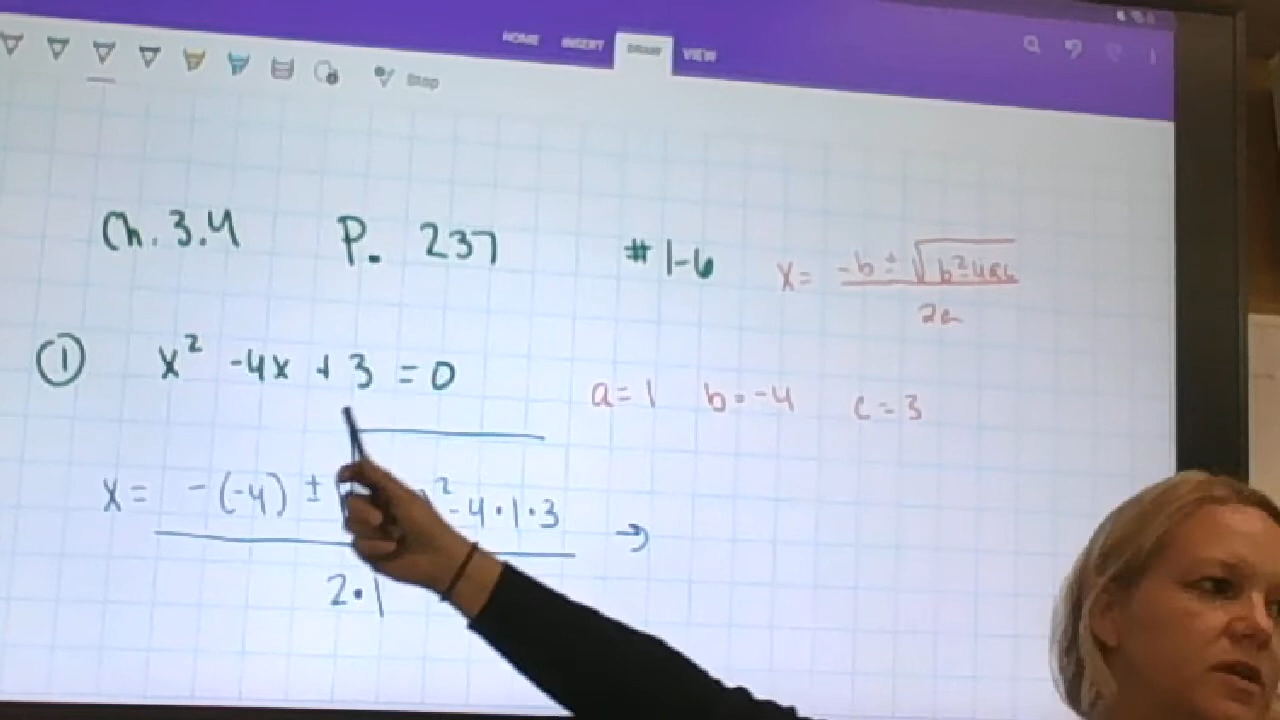 HOME INSERT DRAW VIEW
Stop
Ch. 3.4 P. 237 #1-6
x = -b ± √b²-4ac
2a
① x² -4x + 3 = 0
a=1 b=-4 c=3
x = -(-4) ± )² - 4·1·3 →
2·1